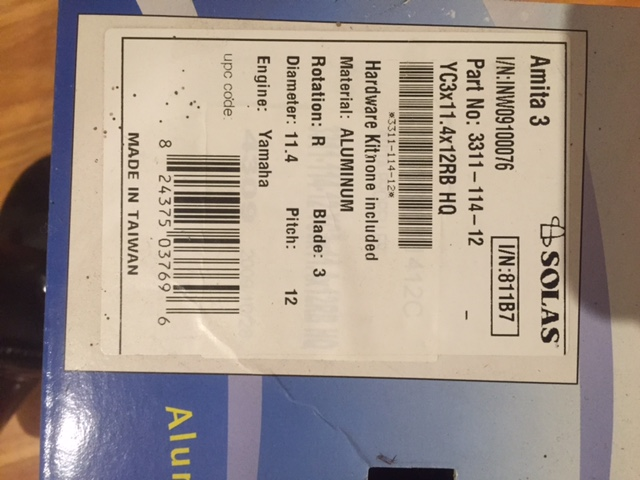 SOLAS
Amita 3
I/N:INW09100076
I/N:811B7
Part No: 3311-114-12 -
YC3x11.4x12RB HQ
*3311-114-12*
Hardware Kit:none included
Material: ALUMINUM
Rotation: R Blade: 3
Diameter: 11.4 Pitch: 12
Engine: Yamaha
upc code:
8 24375 03769 6
MADE IN TAIWAN
Alu